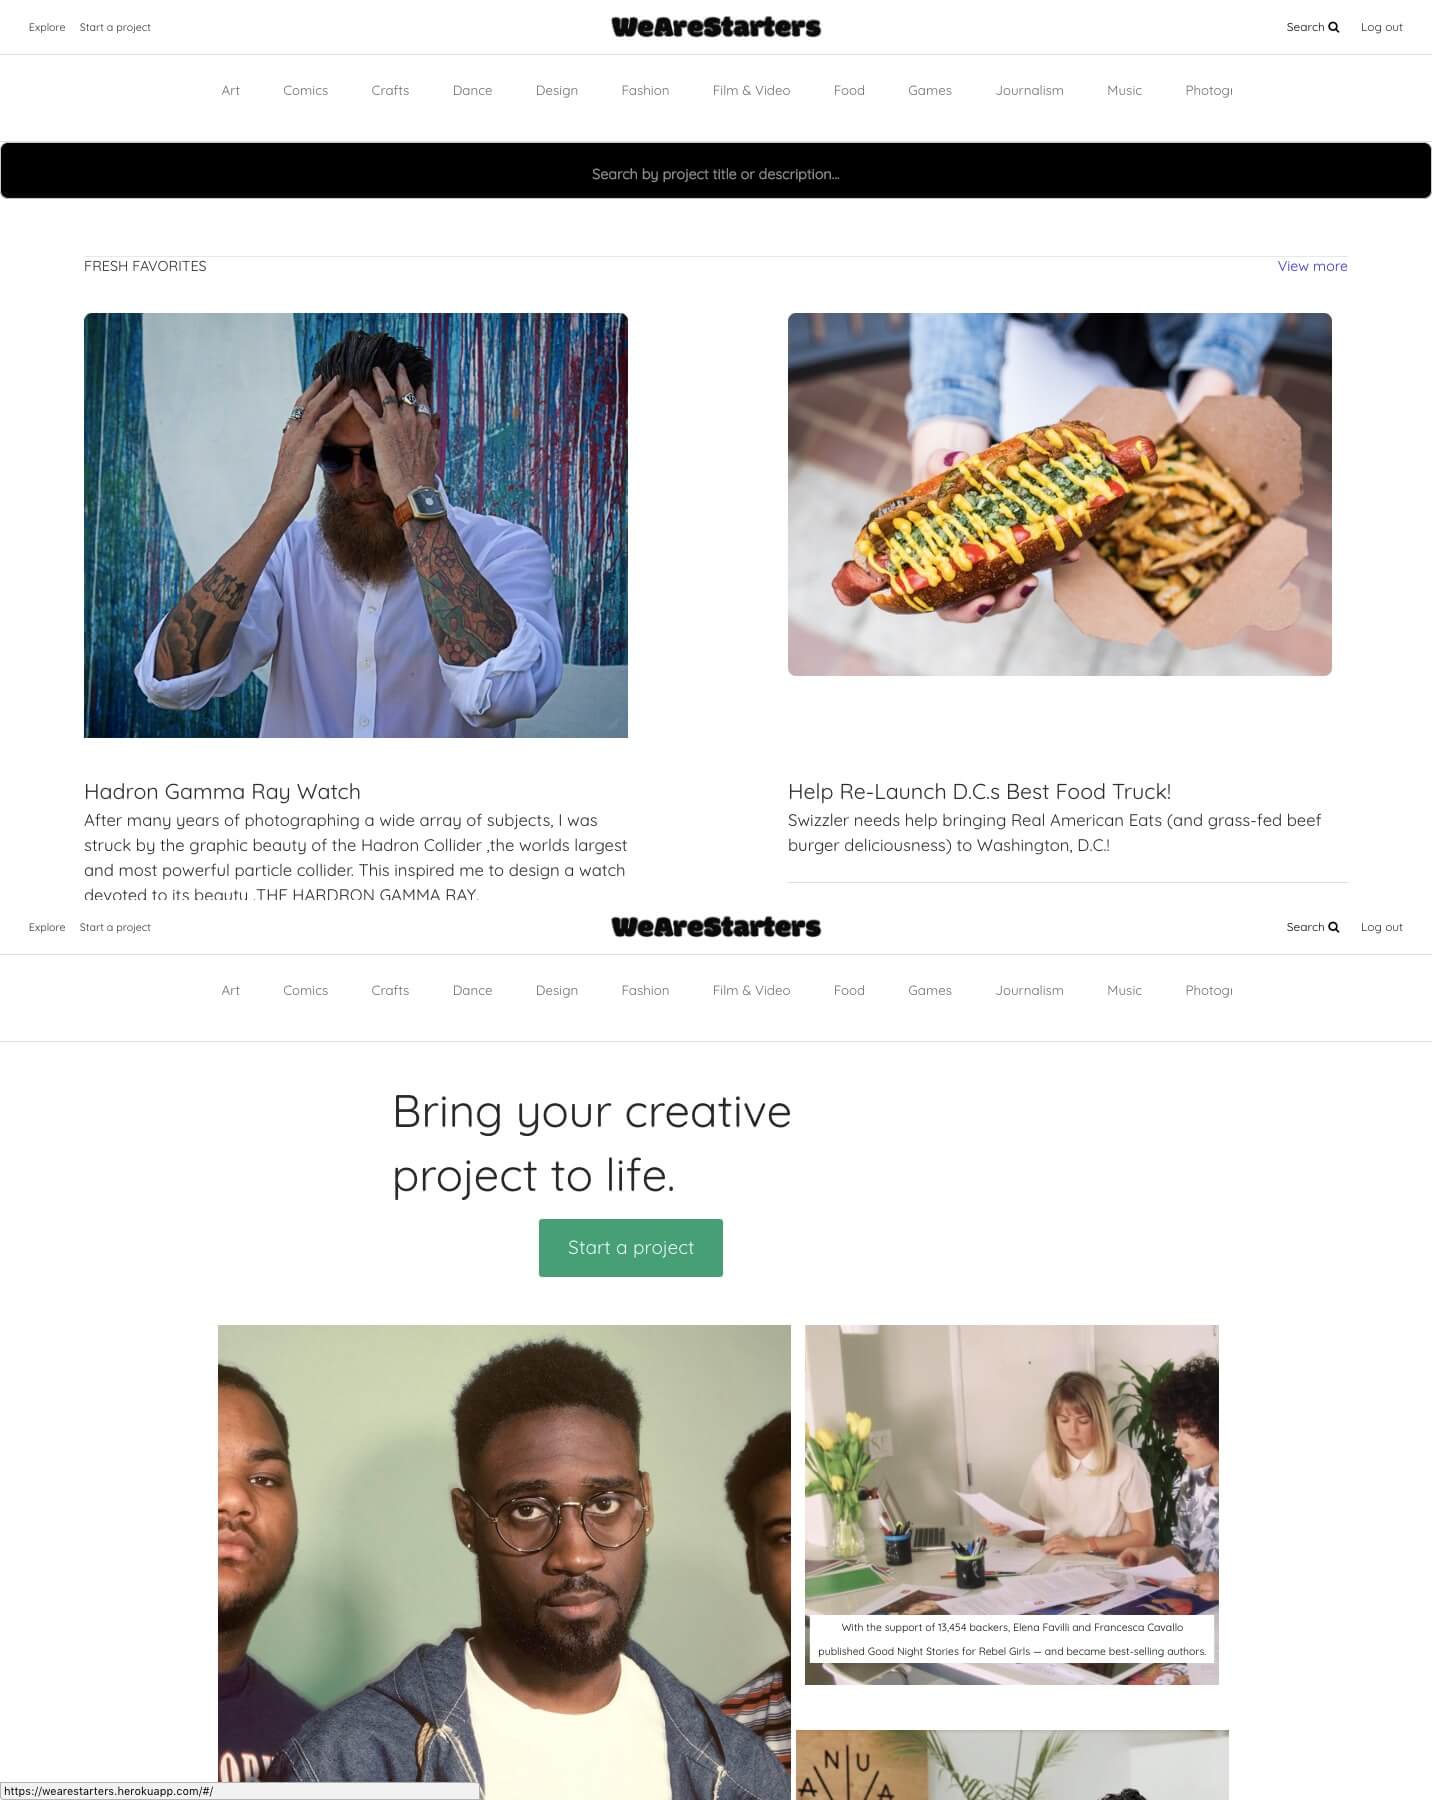 Explore Start a project WeAreStarters Search Log out
Art Comics Crafts Dance Design Fashion Film & Video Food Games Journalism Music Photogr
Search by project title or description...
FRESH FAVORITES View more
Hadron Gamma Ray Watch
After many years of photographing a wide array of subjects, I was
struck by the graphic beauty of the Hadron Collider ,the worlds largest
and most powerful particle collider. This inspired me to design a watch
devoted to its beauty .THE HARDRON GAMMA RAY.
Help Re-Launch D.C.s Best Food Truck!
Swizzler needs help bringing Real American Eats (and grass-fed beef
burger deliciousness) to Washington, D.C.!
Explore Start a project WeAreStarters Search Log out
Art Comics Crafts Dance Design Fashion Film & Video Food Games Journalism Music Photogr
Bring your creative
project to life.
Start a project
With the support of 13,454 backers, Elena Favilli and Francesca Cavallo
published Good Night Stories for Rebel Girls — and became best-selling authors.
https://wearestarters.herokuapp.com/#/